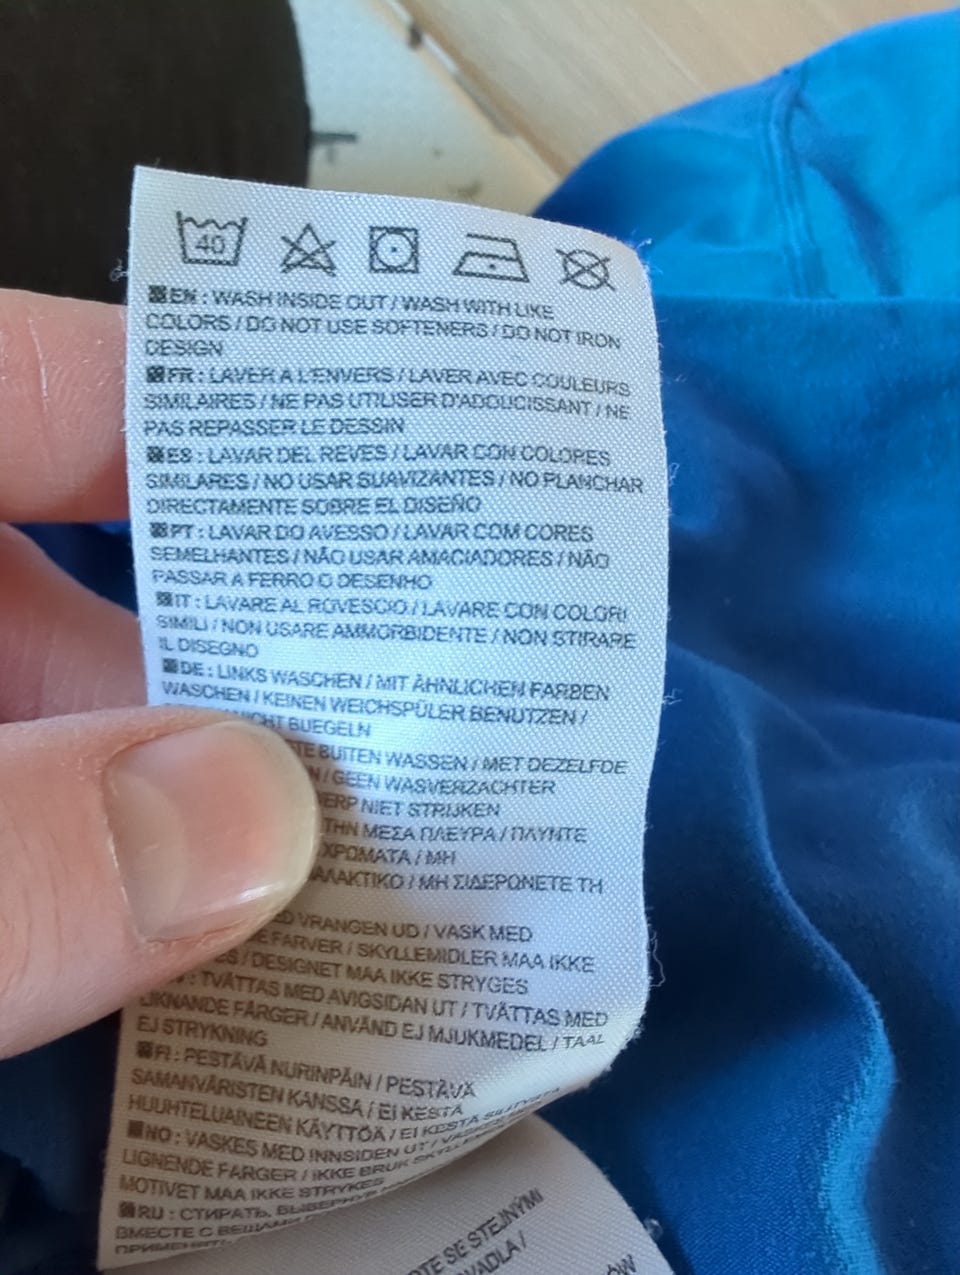 40
EN : WASH INSIDE OUT / WASH WITH LIKE
COLORS / DO NOT USE SOFTENERS / DO NOT IRON
DESIGN
FR : LAVER A L'ENVERS / LAVER AVEC COULEURS
SIMILAIRES / NE PAS UTILISER D'ADOUCISSANT / NE
PAS REPASSER LE DESSIN
ES : LAVAR DEL REVES / LAVAR CON COLORES
SIMILARES / NO USAR SUAVIZANTES / NO PLANCHAR
DIRECTAMENTE SOBRE EL DISEÑO
PT : LAVAR DO AVESSO / LAVAR COM CORES
SEMELHANTES / NÃO USAR AMACIADORES / NÃO
PASSAR A FERRO O DESENHO
IT : LAVARE AL ROVESCIO / LAVARE CON COLORI
SIMILI / NON USARE AMMORBIDENTE / NON STIRARE
IL DISEGNO
DE : LINKS WASCHEN / MIT ÄHNLICHEN FARBEN
WASCHEN / KEINEN WEICHSPÜLER BENUTZEN /
BUEGELN
BUITEN WASSEN / MET DEZELFDE
/ GEEN WASVERZACHTER
NIET STRIJKEN
ΤΗΝ ΜΕΣΑ ΠΛΕΥΡΑ / ΠΛΥΝΤΕ
ΧΡΩΜΑΤΑ / ΜΗ
/ ΜΗ ΣΙΔΕΡΩΝΕΤΕ ΤΗ
VRANGEN UD / VASK MED
FARVER / SKYLLEMIDLER MAA IKKE
/ DESIGNET MAA IKKE STRYGES
: TVÄTTAS MED AVIGSIDAN UT / TVÄTTAS MED
LIKNANDE FÄRGER / ANVÄND EJ MJUKMEDEL / TAAL
EJ STRYKNING
FI : PESTÄVÄ NURINPÄIN / PESTÄVÄ
SAMANVÄRISTEN KANSSA / EI KESTÄ
HUUHTELUAINEEN KÄYTTÖÄ / EI KESTÄ SILITYSTÄ
NO : VASKES MED INNSIDEN UT / VASKES
LIGNENDE FARGER / IKKE BRUK
MOTIVET MAA IKKE STRYKES
RU : СТИРАТЬ, ВЫВЕРНУВ
ВМЕСТЕ С ВЕЩАМИ
SE STEJNÝMI